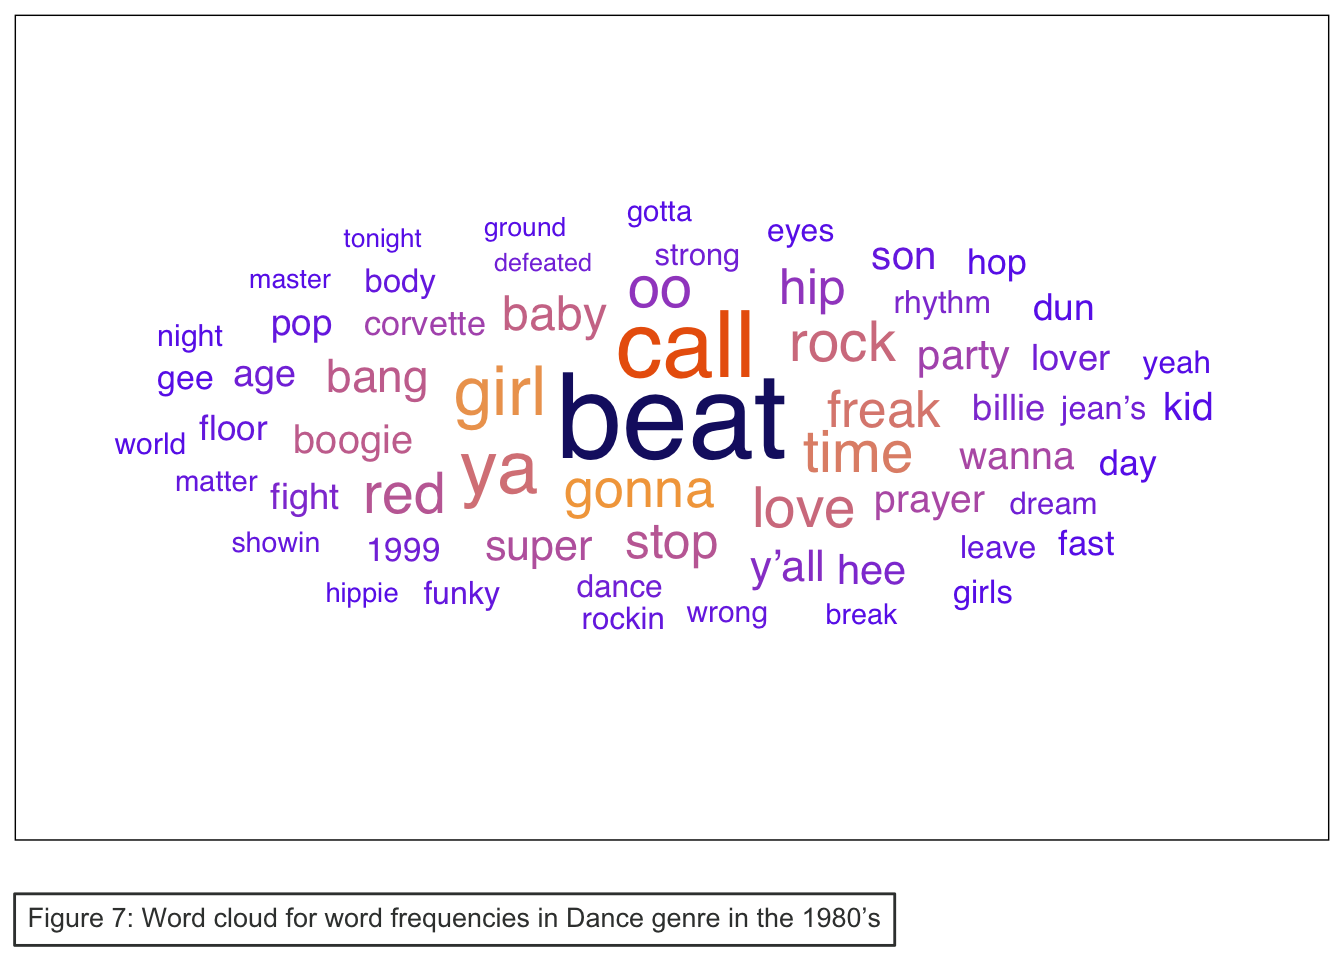 gotta
ground
eyes
tonight
strong
son
hop
defeated
master
body
oo
hip
rhythm
dun
night
pop
corvette
baby
call
rock
party
lover
yeah
gee
age
bang
girl
beat
freak
billie
jean’s
kid
world
floor
boogie
ya
time
wanna
day
matter
fight
red
gonna
love
prayer
dream
showin
1999
super
stop
y’all
hee
leave
fast
hippie
funky
dance
rockin
wrong
break
girls
Figure 7: Word cloud for word frequencies in Dance genre in the 1980’s